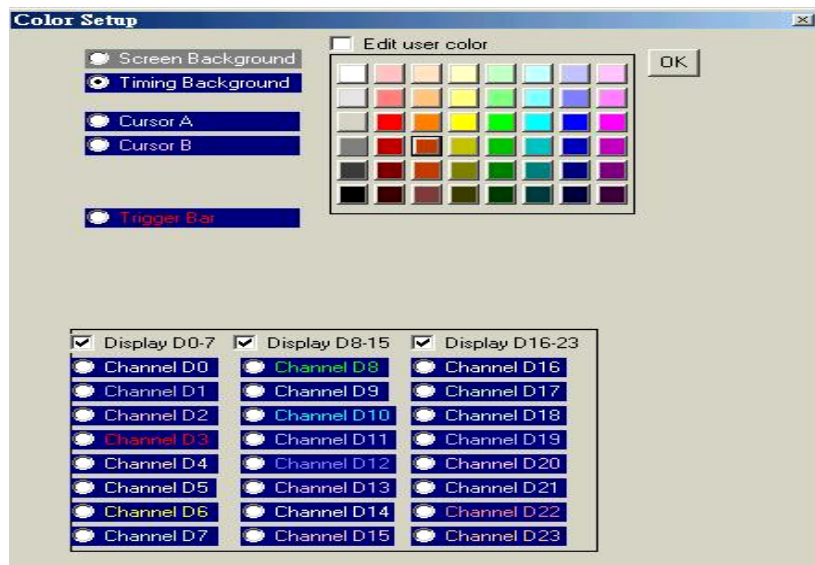 Color Setup
Edit user color
OK
Screen Background
Timing Background
Cursor A
Cursor B
Trigger Bar
Display D0-7
Display D8-15
Display D16-23
Channel D0
Channel D8
Channel D16
Channel D1
Channel D9
Channel D17
Channel D2
Channel D10
Channel D18
Channel D3
Channel D11
Channel D19
Channel D4
Channel D12
Channel D20
Channel D5
Channel D13
Channel D21
Channel D6
Channel D14
Channel D22
Channel D7
Channel D15
Channel D23